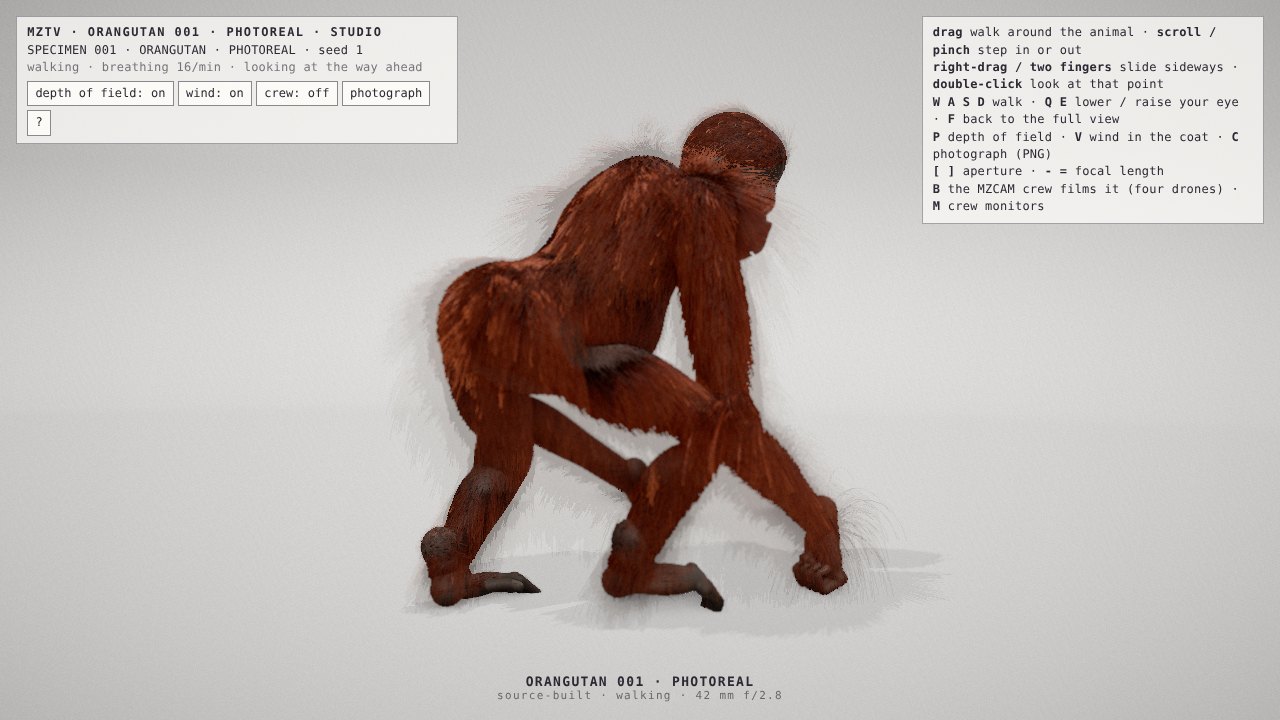 MZTV · ORANGUTAN 001 · PHOTOREAL · STUDIO
SPECIMEN 001 · ORANGUTAN · PHOTOREAL · seed 1
walking · breathing 16/min · looking at the way ahead
depth of field: on wind: on crew: off photograph
?
drag walk around the animal · scroll /
pinch step in or out
right-drag / two fingers slide sideways ·
double-click look at that point
W A S D walk · Q E lower / raise your eye
· F back to the full view
P depth of field · V wind in the coat · C
photograph (PNG)
[ ] aperture · - = focal length
B the MZCAM crew films it (four drones) ·
M crew monitors
ORANGUTAN 001 · PHOTOREAL
source-built · walking · 42 mm f/2.8